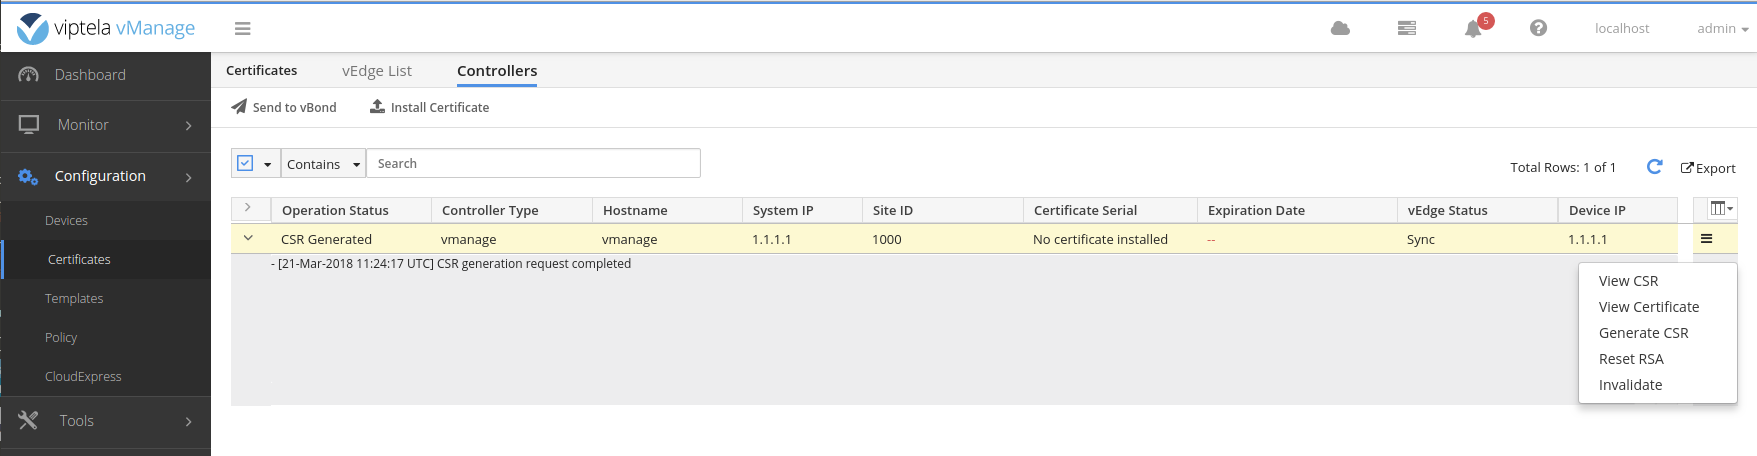 viptela vManage
5
localhost
admin
Dashboard
Monitor
Configuration
Devices
Certificates
Templates
Policy
CloudExpress
Tools
Certificates vEdge List Controllers
Send to vBond Install Certificate
Contains Search
Total Rows: 1 of 1 Export
Operation Status Controller Type Hostname System IP Site ID Certificate Serial Expiration Date vEdge Status Device IP
CSR Generated vmanage vmanage 1.1.1.1 1000 No certificate installed -- Sync 1.1.1.1
- [21-Mar-2018 11:24:17 UTC] CSR generation request completed
View CSR
View Certificate
Generate CSR
Reset RSA
Invalidate